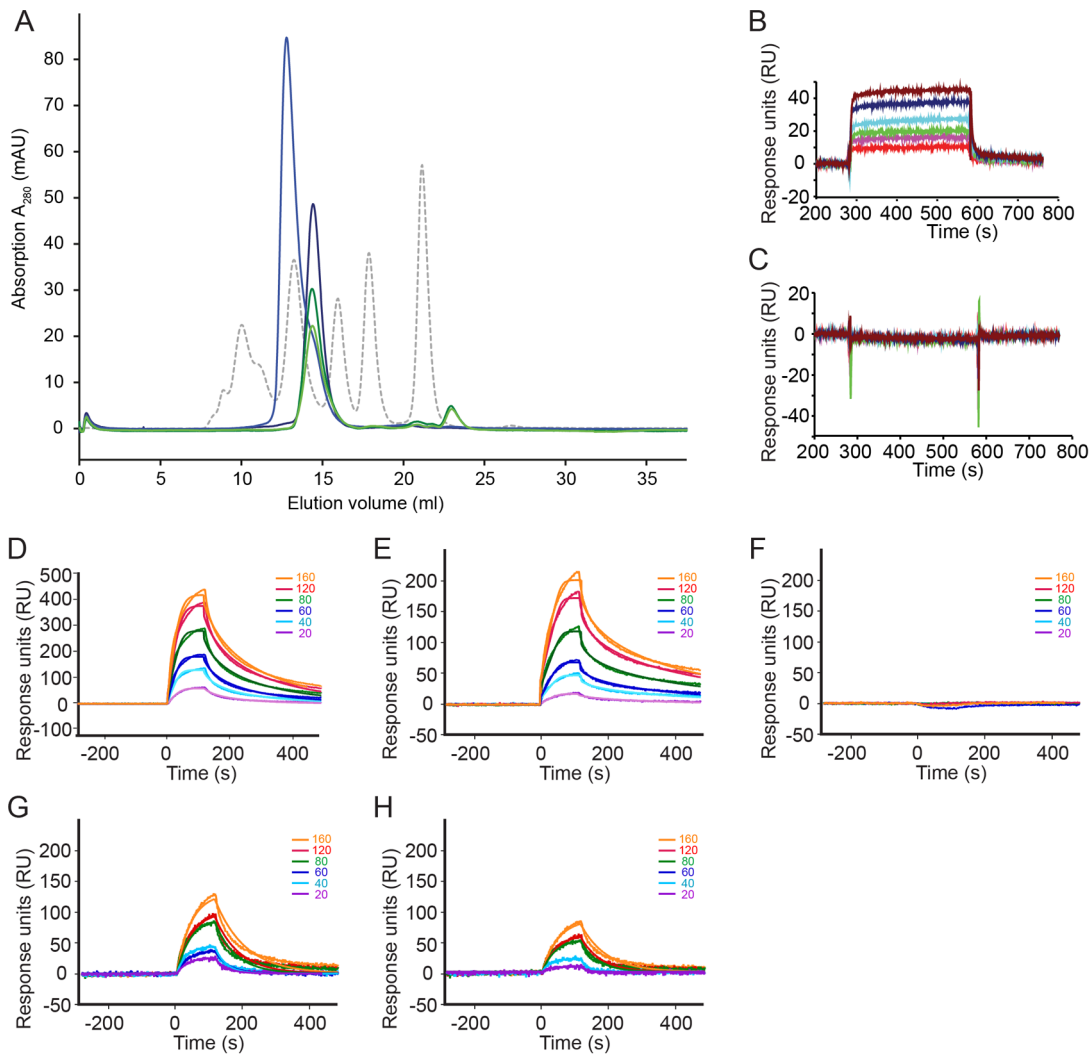 A
Absorption A280 (mAU)
80
70
60
50
40
30
20
10
0
0 5 10 15 20 25 30 35
Elution volume (ml)
B
Response units (RU)
40
20
0
-20
200 300 400 500 600 700 800
Time (s)
C
Response units (RU)
20
0
-20
-40
200 300 400 500 600 700 800
Time (s)
D
Response units (RU)
500
400
300
200
100
0
-100
-200 0 200 400
Time (s)
160
120
80
60
40
20
E
Response units (RU)
200
150
100
50
0
-50
-200 0 200 400
Time (s)
160
120
80
60
40
20
F
Response units (RU)
200
150
100
50
0
-50
-200 0 200 400
Time (s)
160
120
80
60
40
20
G
Response units (RU)
200
150
100
50
0
-50
-200 0 200 400
Time (s)
160
120
80
60
40
20
H
Response units (RU)
200
150
100
50
0
-50
-200 0 200 400
Time (s)
160
120
80
60
40
20